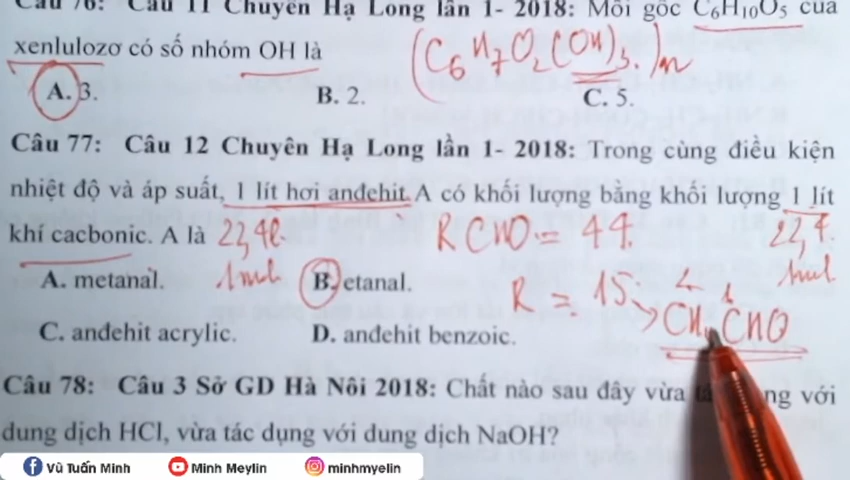 Câu 76: Câu 11 Chuyên Hạ Long lần 1- 2018: Mỗi gốc C₆H₁₀O₅ của
xenlulozơ có số nhóm OH là
(C₆H₇O₂(OH)₃)n
A. 3.
B. 2.
C. 5.
Câu 77: Câu 12 Chuyên Hạ Long lần 1- 2018: Trong cùng điều kiện
nhiệt độ và áp suất, 1 lít hơi anđehit A có khối lượng bằng khối lượng 1 lít
khí cacbonic. A là 22,4l RCHO = 44 22,4
A. metanal. 1mol B. etanal. R = 15 1mol
2 1
→ CH₃CHO
C. anđehit acrylic. D. anđehit benzoic.
Câu 78: Câu 3 Sở GD Hà Nôi 2018: Chất nào sau đây vừa ng với
dung dịch HCl, vừa tác dụng với dung dịch NaOH?
Vũ Tuấn Minh Minh Meylin minhmyelin